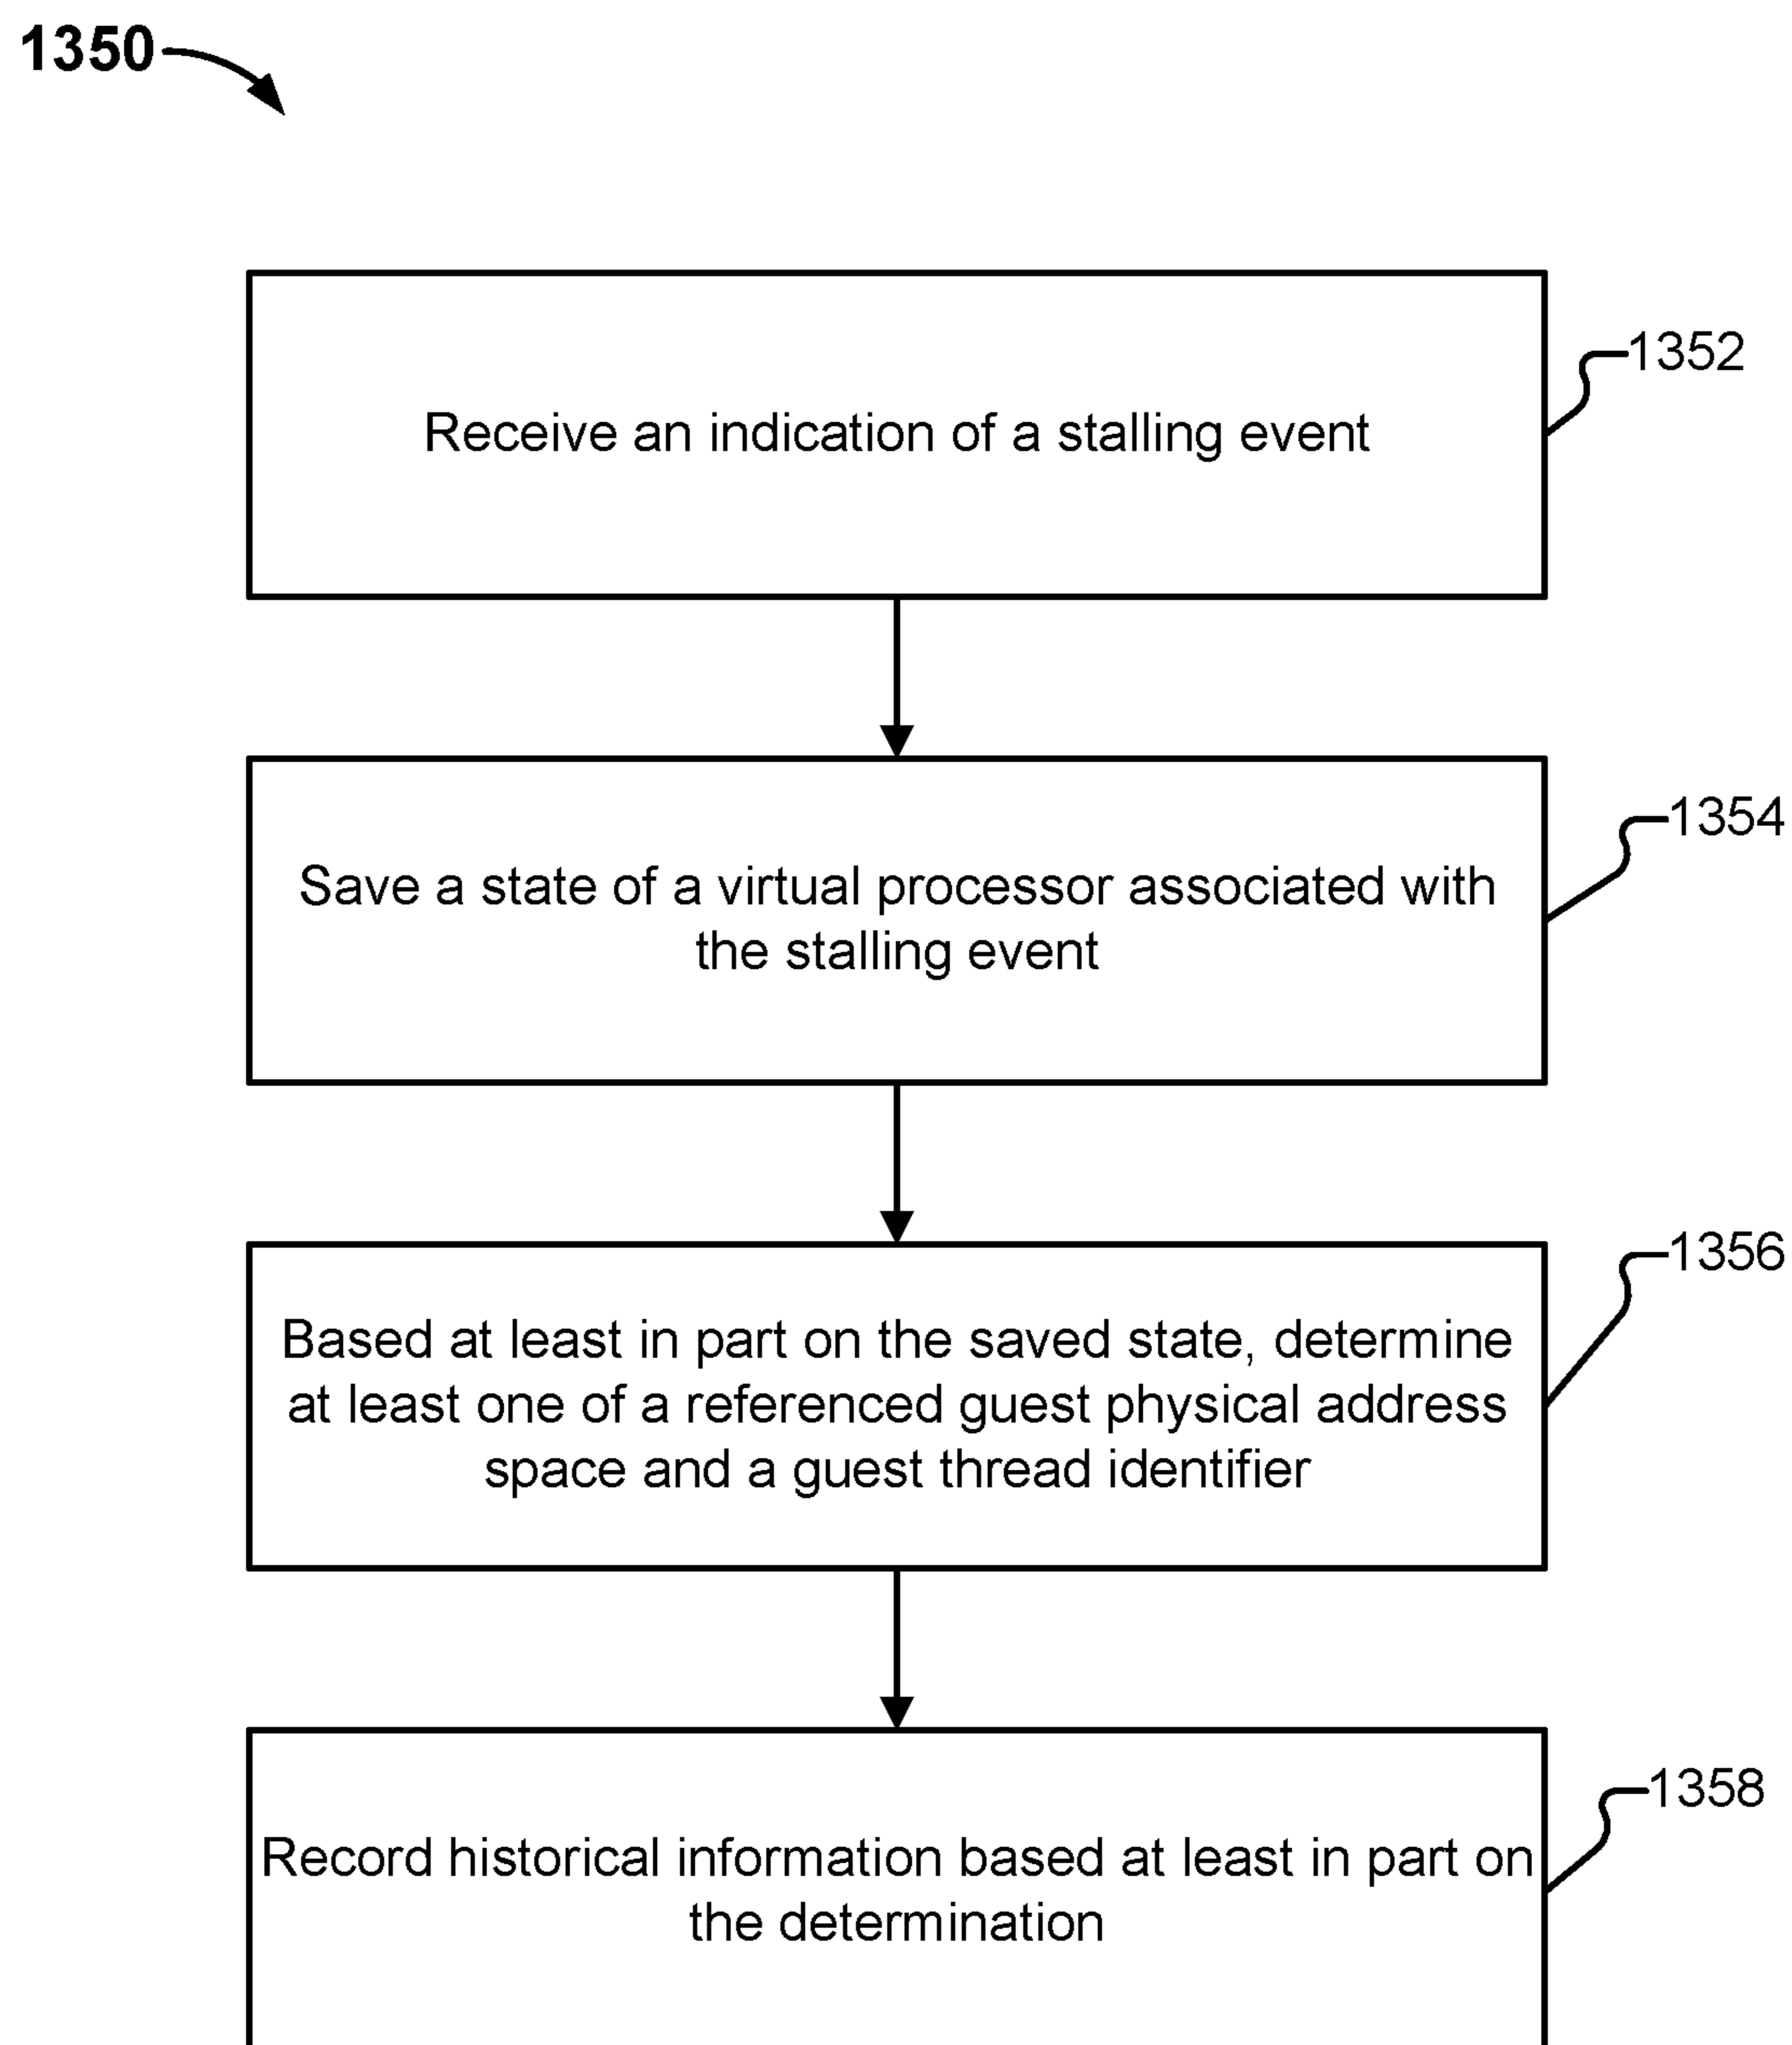 1350
Receive an indication of a stalling event
1352
Save a state of a virtual processor associated with
the stalling event
1354
Based at least in part on the saved state, determine
at least one of a referenced guest physical address
space and a guest thread identifier
1356
Record historical information based at least in part on
the determination
1358